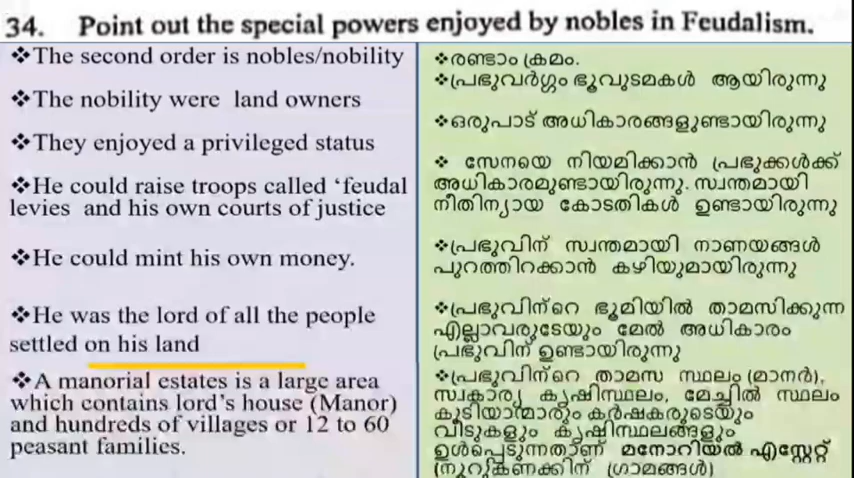 34. Point out the special powers enjoyed by nobles in Feudalism.
❖The second order is nobles/nobility
❖The nobility were land owners
❖They enjoyed a privileged status
❖He could raise troops called ‘feudal
levies and his own courts of justice
❖He could mint his own money.
❖He was the lord of all the people
settled on his land
❖A manorial estates is a large area
which contains lord’s house (Manor)
and hundreds of villages or 12 to 60
peasant families.
❖രണ്ടാം ക്രമം.
❖പ്രഭുവർഗ്ഗം ഭൂവുടമകൾ ആയിരുന്നു
❖ഒരുപാട് അധികാരങ്ങളുണ്ടായിരുന്നു
❖ സേനയെ നിയമിക്കാൻ പ്രഭുക്കൾക്ക്
അധികാരമുണ്ടായിരുന്നു. സ്വന്തമായി
നീതിന്യായ കോടതികൾ ഉണ്ടായിരുന്നു
❖പ്രഭുവിന് സ്വന്തമായി നാണയങ്ങൾ
പുറത്തിറക്കാൻ കഴിയുമായിരുന്നു
❖പ്രഭുവിന്റെ ഭൂമിയിൽ താമസിക്കുന്ന
എല്ലാവരുടേയും മേൽ അധികാരം
പ്രഭുവിന് ഉണ്ടായിരുന്നു
❖പ്രഭുവിന്റെ താമസ സ്ഥലം (മാനർ),
സ്വകാര്യ കൃഷിസ്ഥലം, മേച്ചിൽ സ്ഥലം
കുടിയാന്മാരും കർഷകരുടെയും
വീടുകളും കൃഷിസ്ഥലങ്ങളും
ഉൾപ്പെടുന്നതാണ് മനോറിയൽ എസ്റ്റേറ്റ്
(നൂറുകണക്കിന് ഗ്രാമങ്ങൾ)